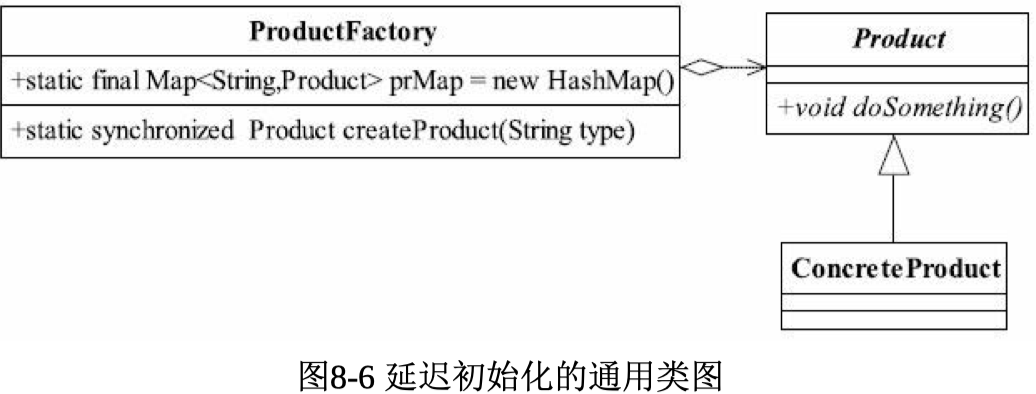 ProductFactory
+static final Map<String,Product> prMap = new HashMap()
+static synchronized Product createProduct(String type)
Product
+void doSomething()
ConcreteProduct
图8-6 延迟初始化的通用类图